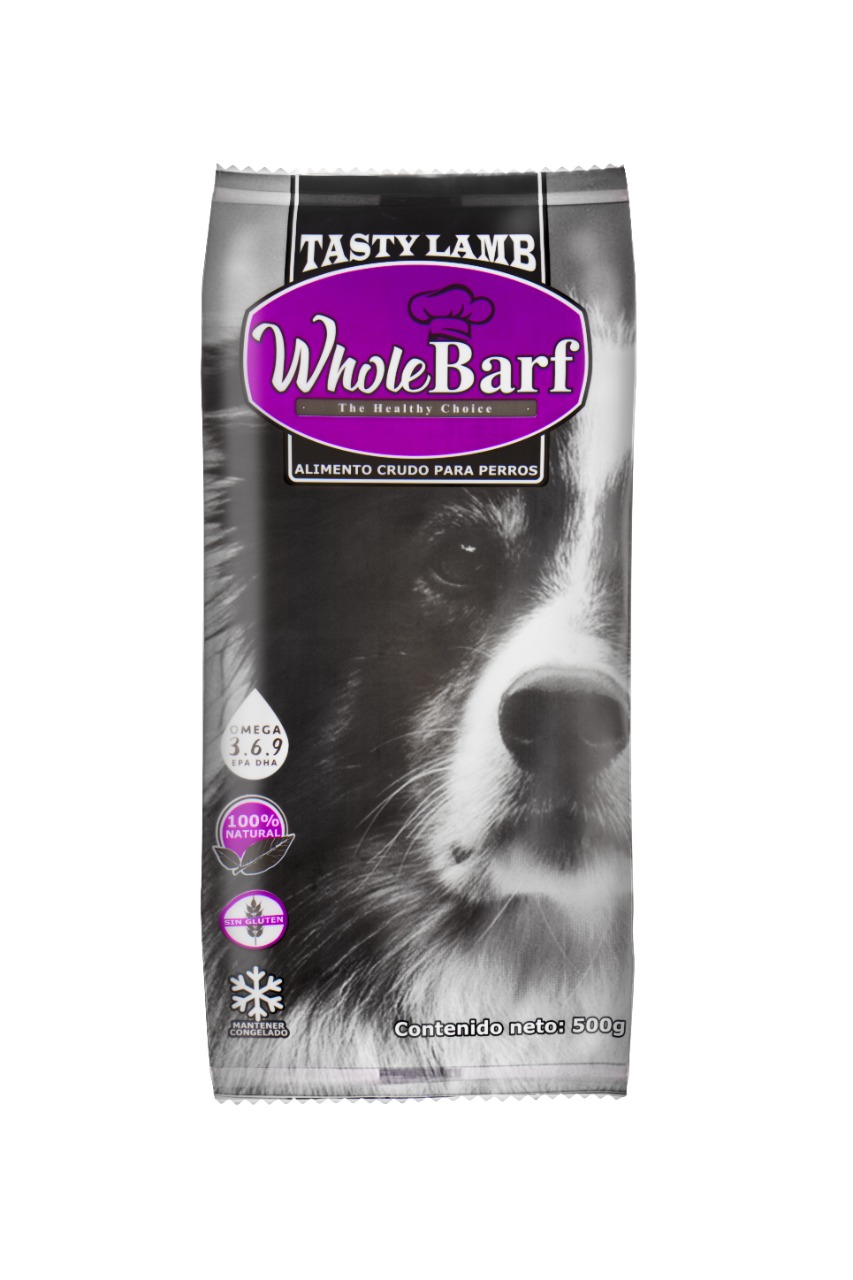 TASTY LAMB
WholeBarf
The Healthy Choice
ALIMENTO CRUDO PARA PERROS
OMEGA
3.6.9
EPA DHA
100%
NATURAL
SIN GLUTEN
MANTENER
CONGELADO
Contenido neto: 500g